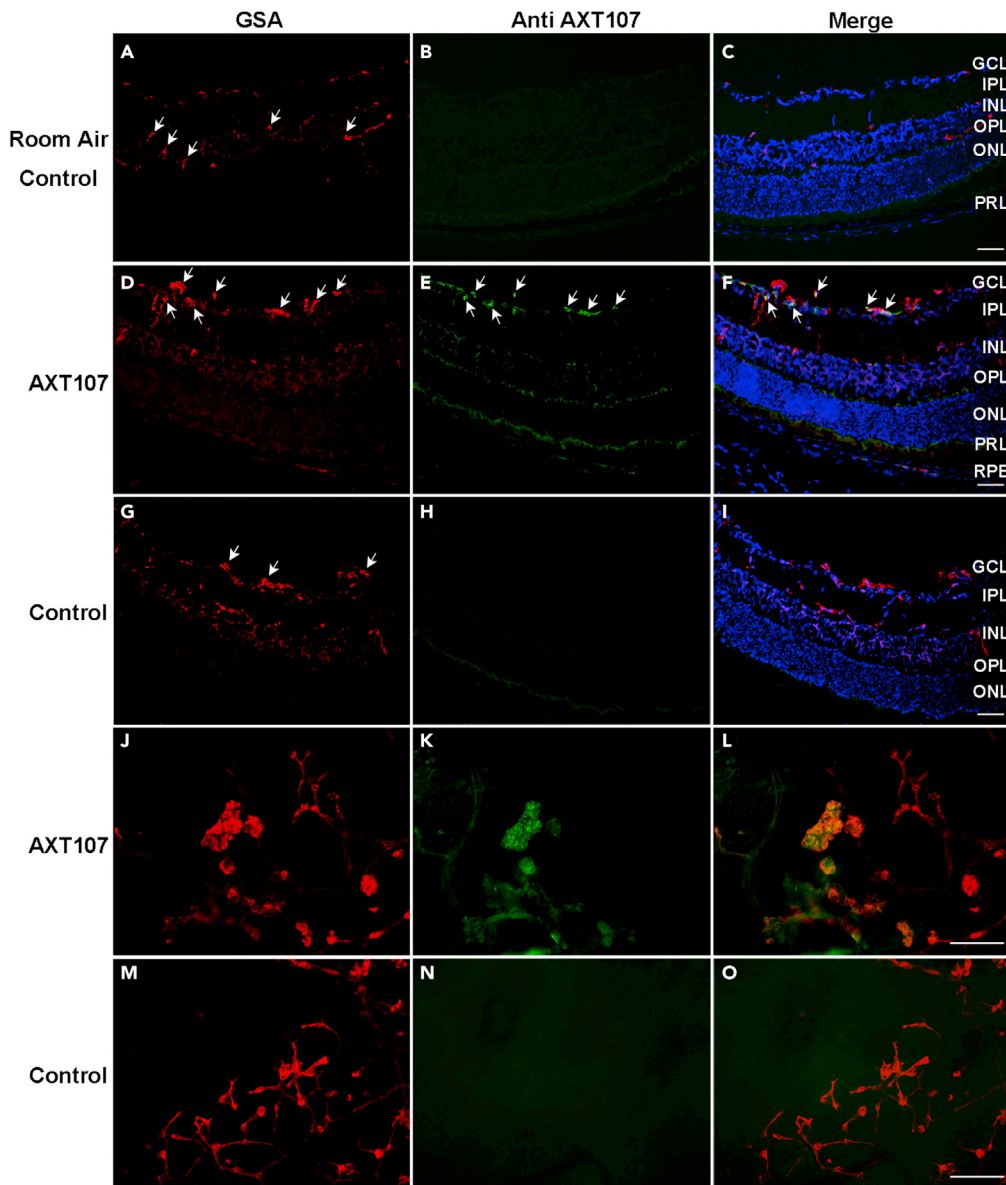 GSA Anti AXT107 Merge
A B C
Room Air
Control
GCL
IPL
INL
OPL
ONL
PRL
D E F
AXT107
GCL
IPL
INL
OPL
ONL
PRL
RPE
G H I
Control
GCL
IPL
INL
OPL
ONL
J K L
AXT107
M N O
Control